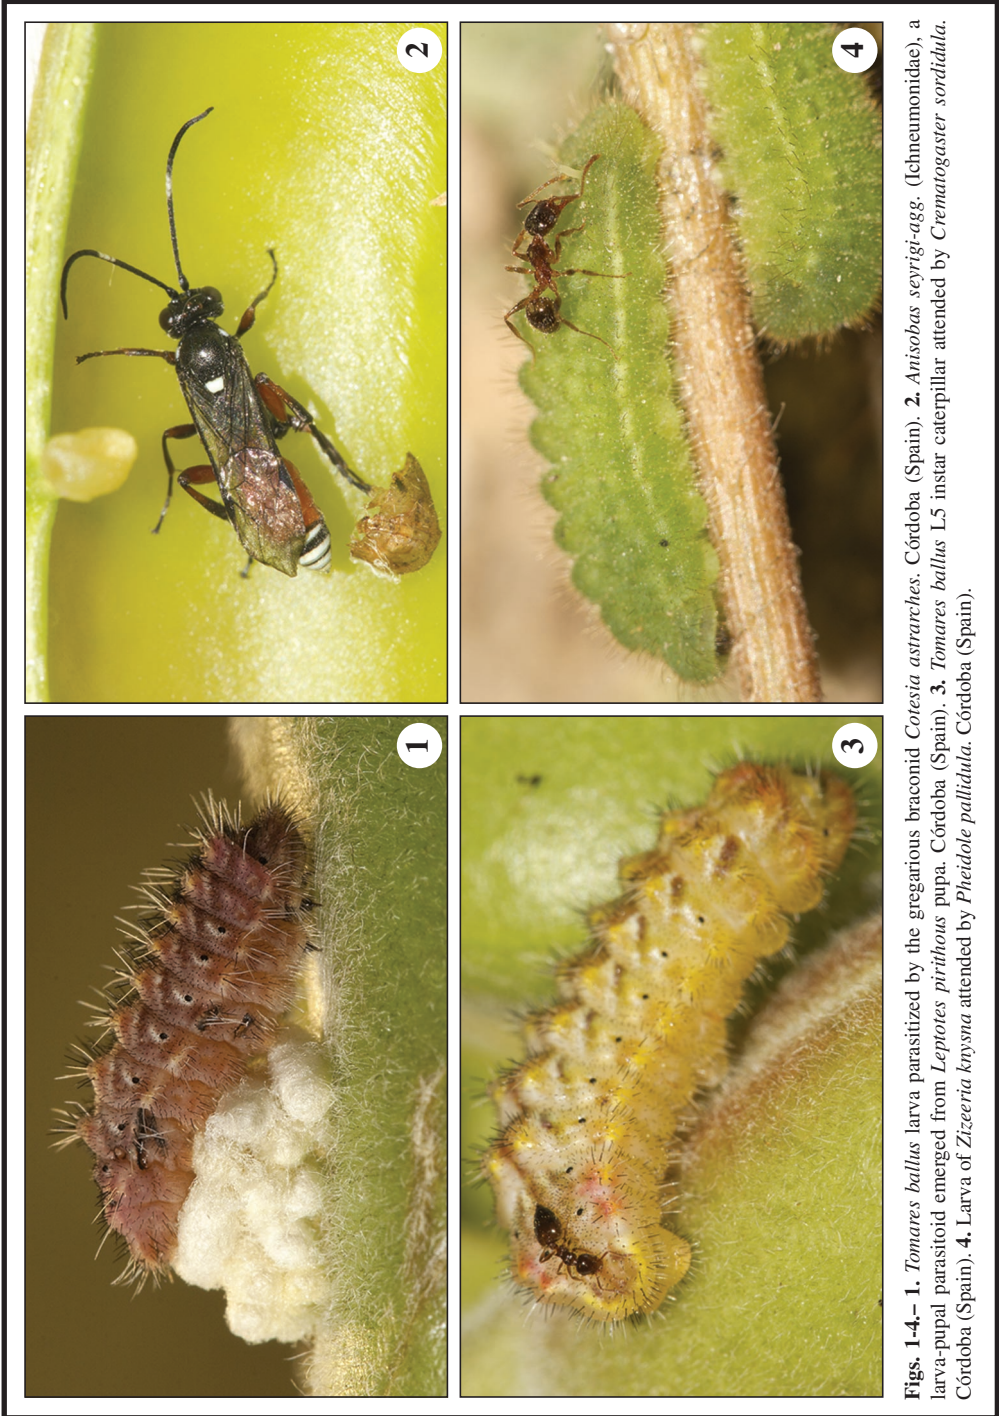 1
2
3
4
Figs. 1-4.– 1. Tomares ballus larva parasitized by the gregarious braconid Cotesia astrarches. Córdoba (Spain). 2. Anisobas seyrigi-agg. (Ichneumonidae), a
larva-pupal parasitoid emerged from Leptotes pirithous pupa. Córdoba (Spain). 3. Tomares ballus L5 instar caterpillar attended by Crematogaster sordidula.
Córdoba (Spain). 4. Larva of Zizeeria knysna attended by Pheidole pallidula. Córdoba (Spain).